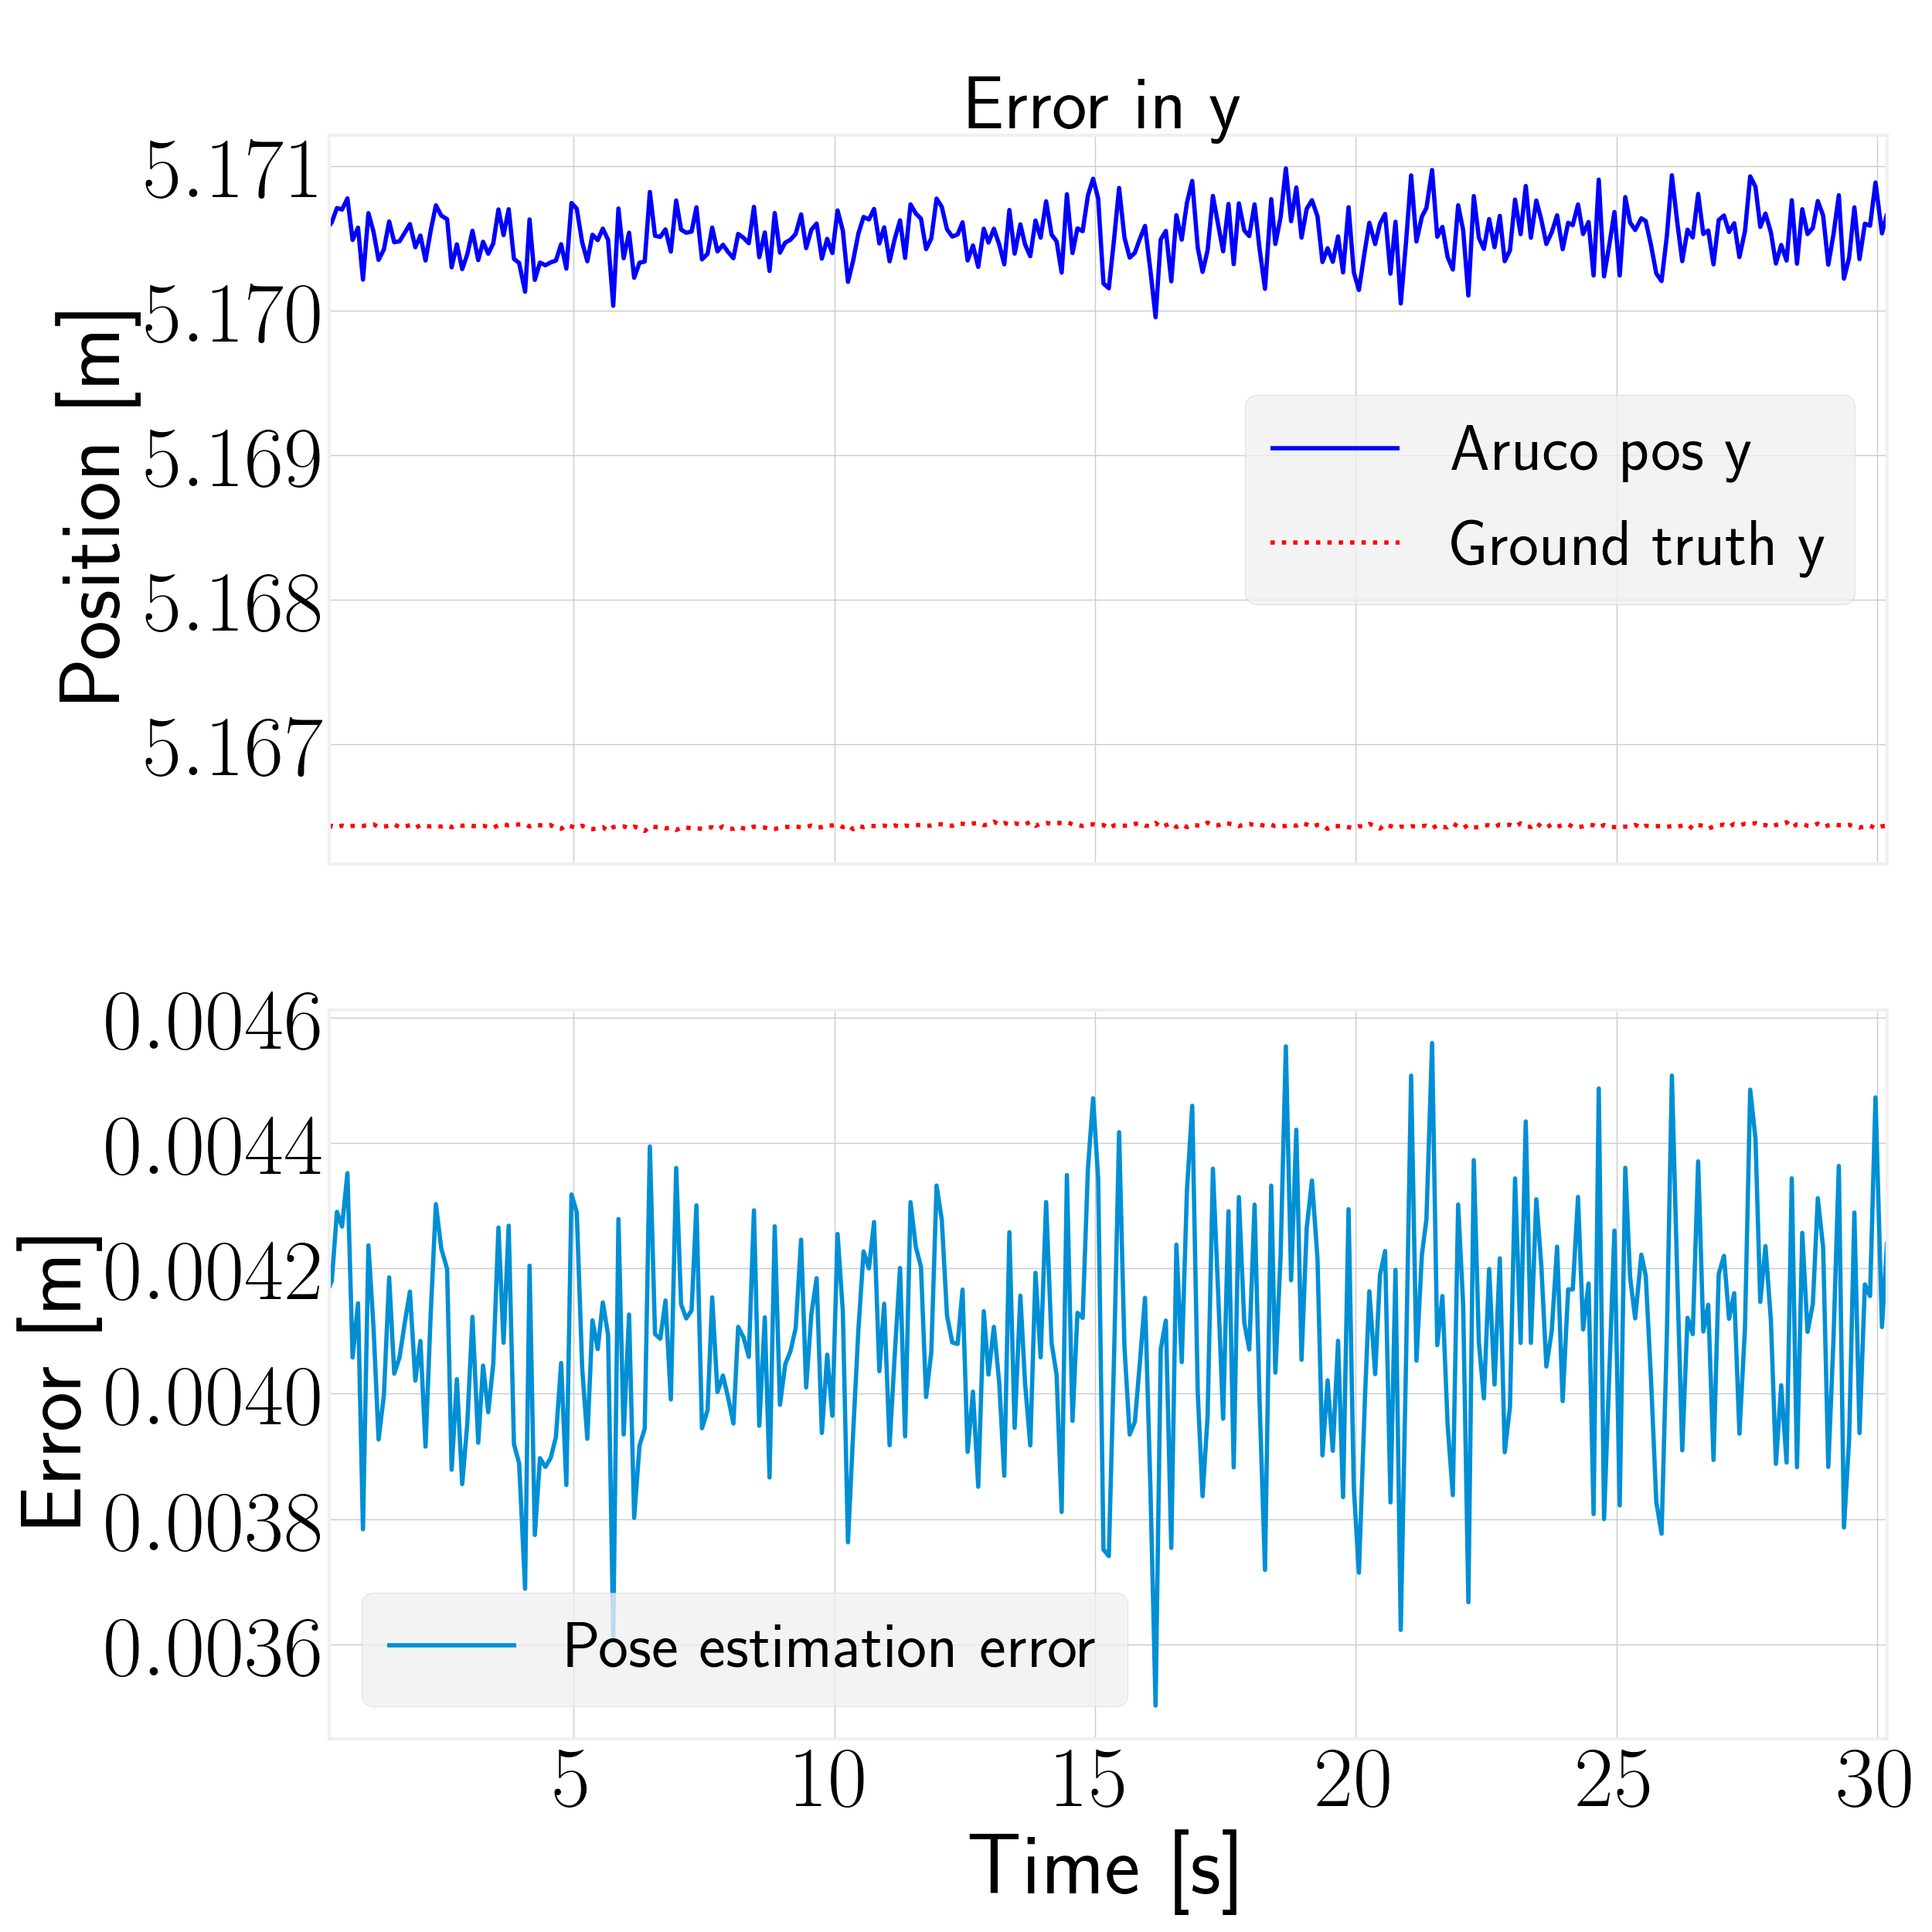 Error in y
Position [m]
5.171
5.170
5.169
5.168
5.167
Aruco pos y
Ground truth y
Error [m]
0.0046
0.0044
0.0042
0.0040
0.0038
0.0036
Pose estimation error
5 10 15 20 25 30
Time [s]